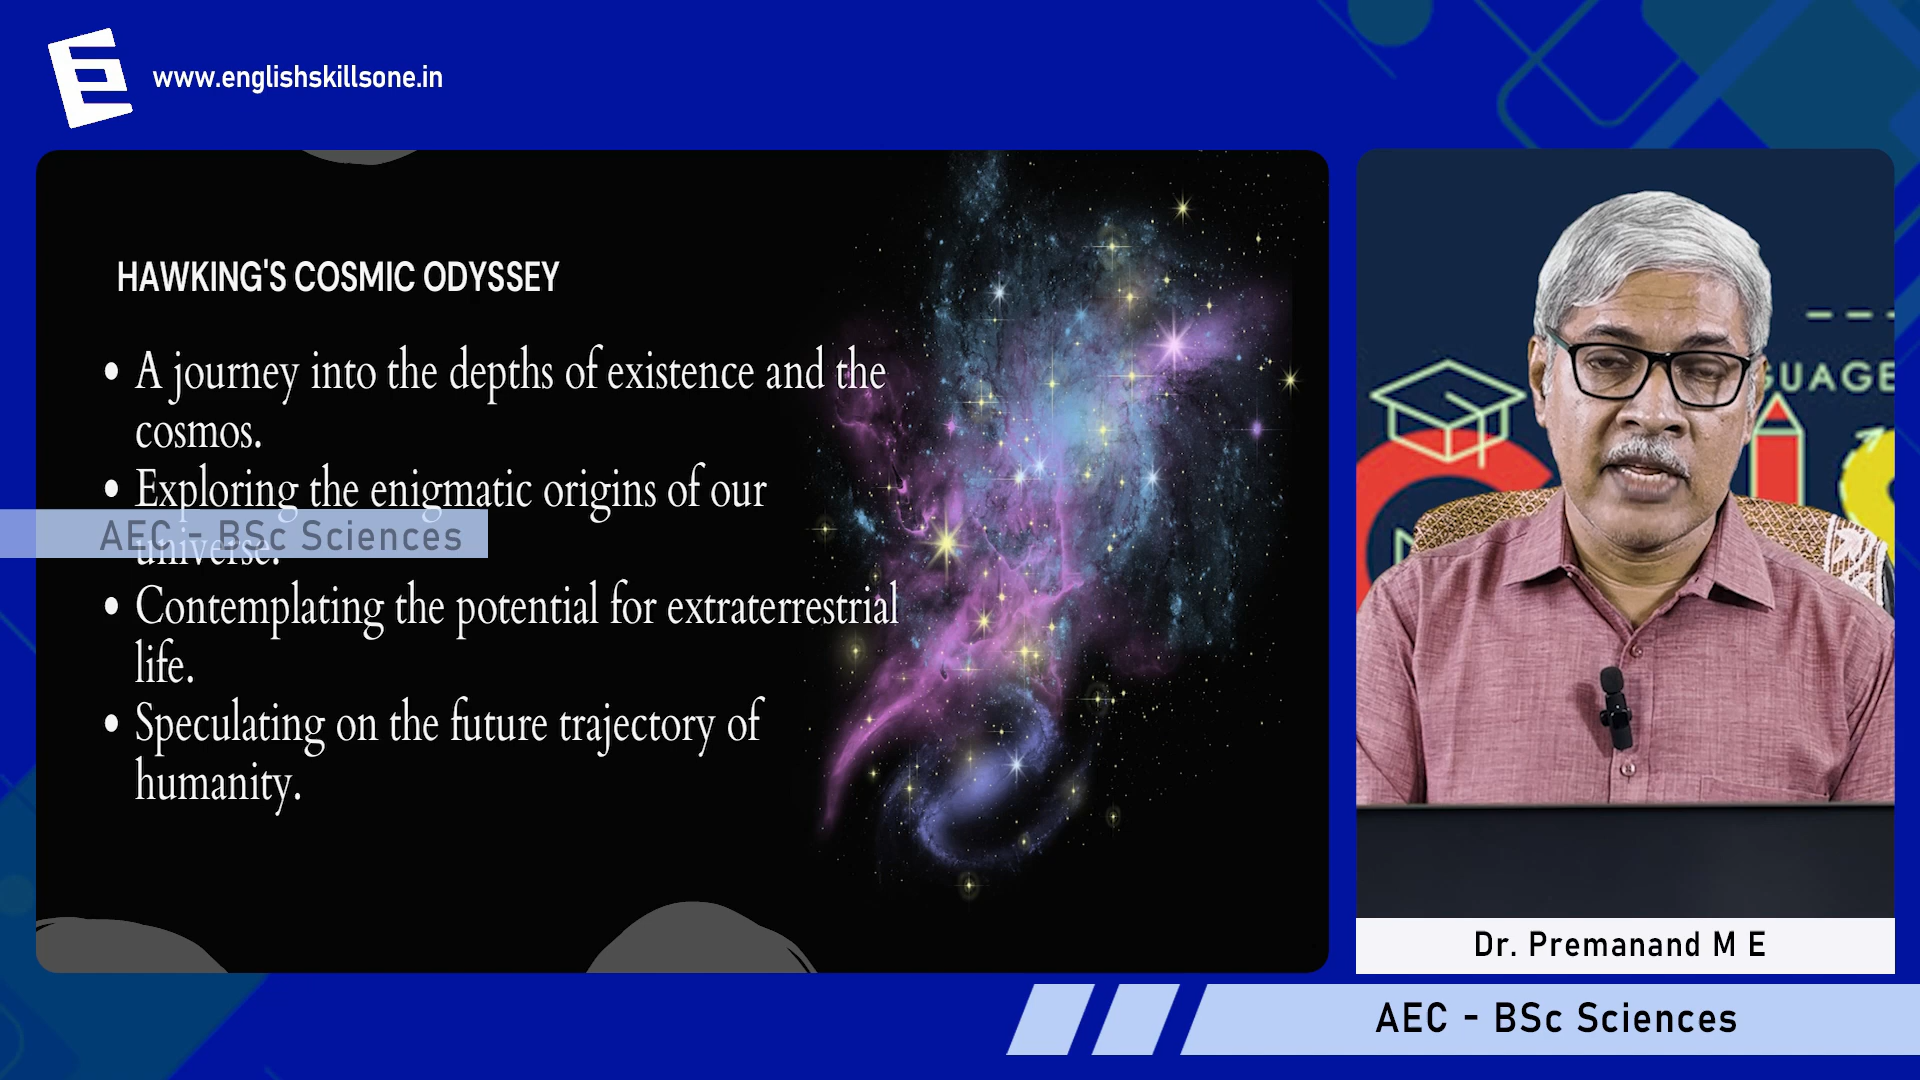 www.englishskillsone.in
HAWKING'S COSMIC ODYSSEY
• A journey into the depths of existence and the
cosmos.
• Exploring the enigmatic origins of our
universe.
AEC - BSc Sciences
• Contemplating the potential for extraterrestrial
life.
• Speculating on the future trajectory of
humanity.
GUAGE
Dr. Premanand M E
AEC - BSc Sciences